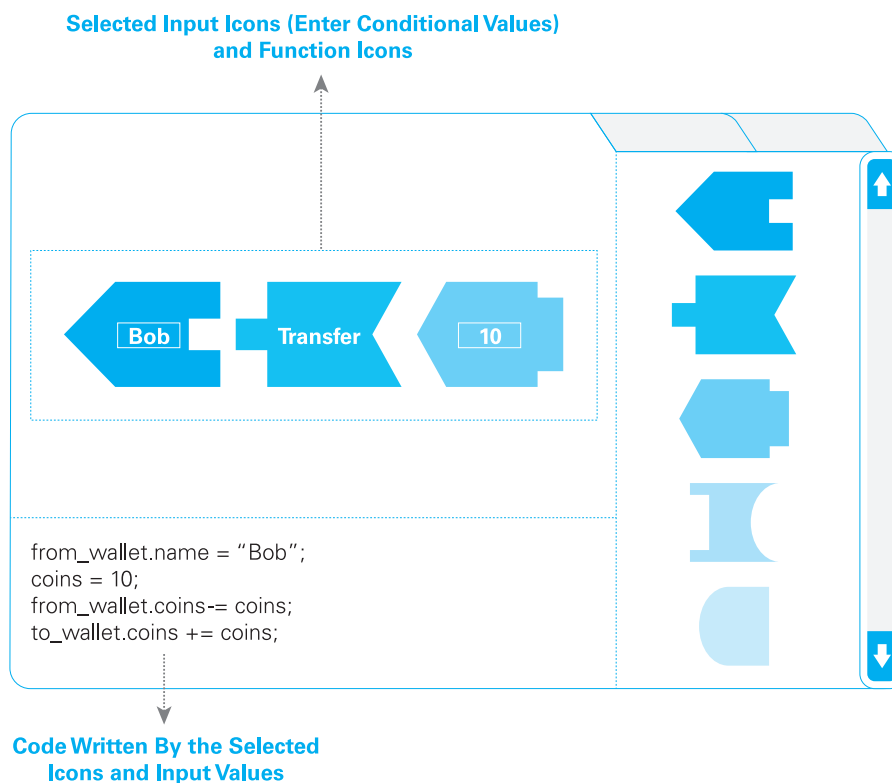 Selected Input Icons (Enter Conditional Values)
and Function Icons
Bob
Transfer
10
from_wallet.name = “Bob”;
coins = 10;
from_wallet.coins-= coins;
to_wallet.coins += coins;
Code Written By the Selected
Icons and Input Values